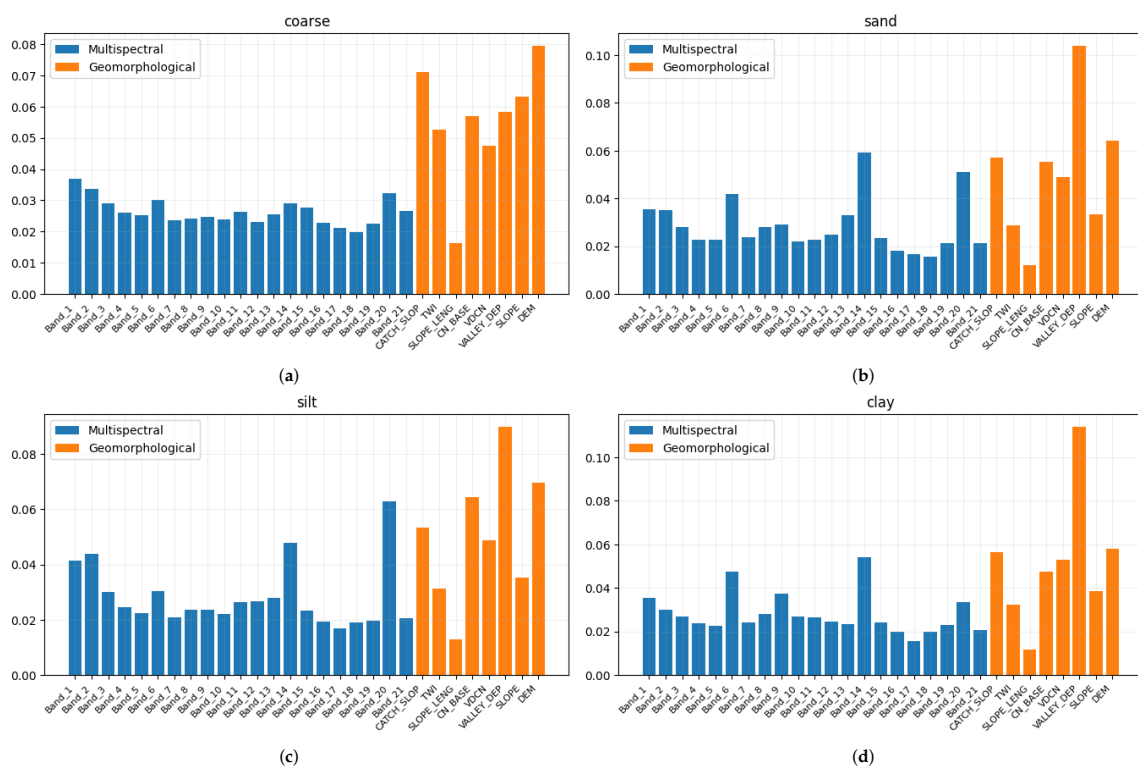 coarse
Multispectral
Geomorphological
0.08
0.07
0.06
0.05
0.04
0.03
0.02
0.01
0.00
Band_1 Band_2 Band_3 Band_4 Band_5 Band_6 Band_7 Band_8 Band_9 Band_10 Band_11 Band_12 Band_13 Band_14 Band_15 Band_16 Band_17 Band_18 Band_19 Band_20 Band_21 CATCH_SLOP TWI SLOPE_LENG CN_BASE VDCN VALLEY_DEP SLOPE DEM
(a)
sand
Multispectral
Geomorphological
0.10
0.08
0.06
0.04
0.02
0.00
Band_1 Band_2 Band_3 Band_4 Band_5 Band_6 Band_7 Band_8 Band_9 Band_10 Band_11 Band_12 Band_13 Band_14 Band_15 Band_16 Band_17 Band_18 Band_19 Band_20 Band_21 CATCH_SLOP TWI SLOPE_LENG CN_BASE VDCN VALLEY_DEP SLOPE DEM
(b)
silt
Multispectral
Geomorphological
0.08
0.06
0.04
0.02
0.00
Band_1 Band_2 Band_3 Band_4 Band_5 Band_6 Band_7 Band_8 Band_9 Band_10 Band_11 Band_12 Band_13 Band_14 Band_15 Band_16 Band_17 Band_18 Band_19 Band_20 Band_21 CATCH_SLOP TWI SLOPE_LENG CN_BASE VDCN VALLEY_DEP SLOPE DEM
(c)
clay
Multispectral
Geomorphological
0.10
0.08
0.06
0.04
0.02
0.00
Band_1 Band_2 Band_3 Band_4 Band_5 Band_6 Band_7 Band_8 Band_9 Band_10 Band_11 Band_12 Band_13 Band_14 Band_15 Band_16 Band_17 Band_18 Band_19 Band_20 Band_21 CATCH_SLOP TWI SLOPE_LENG CN_BASE VDCN VALLEY_DEP SLOPE DEM
(d)